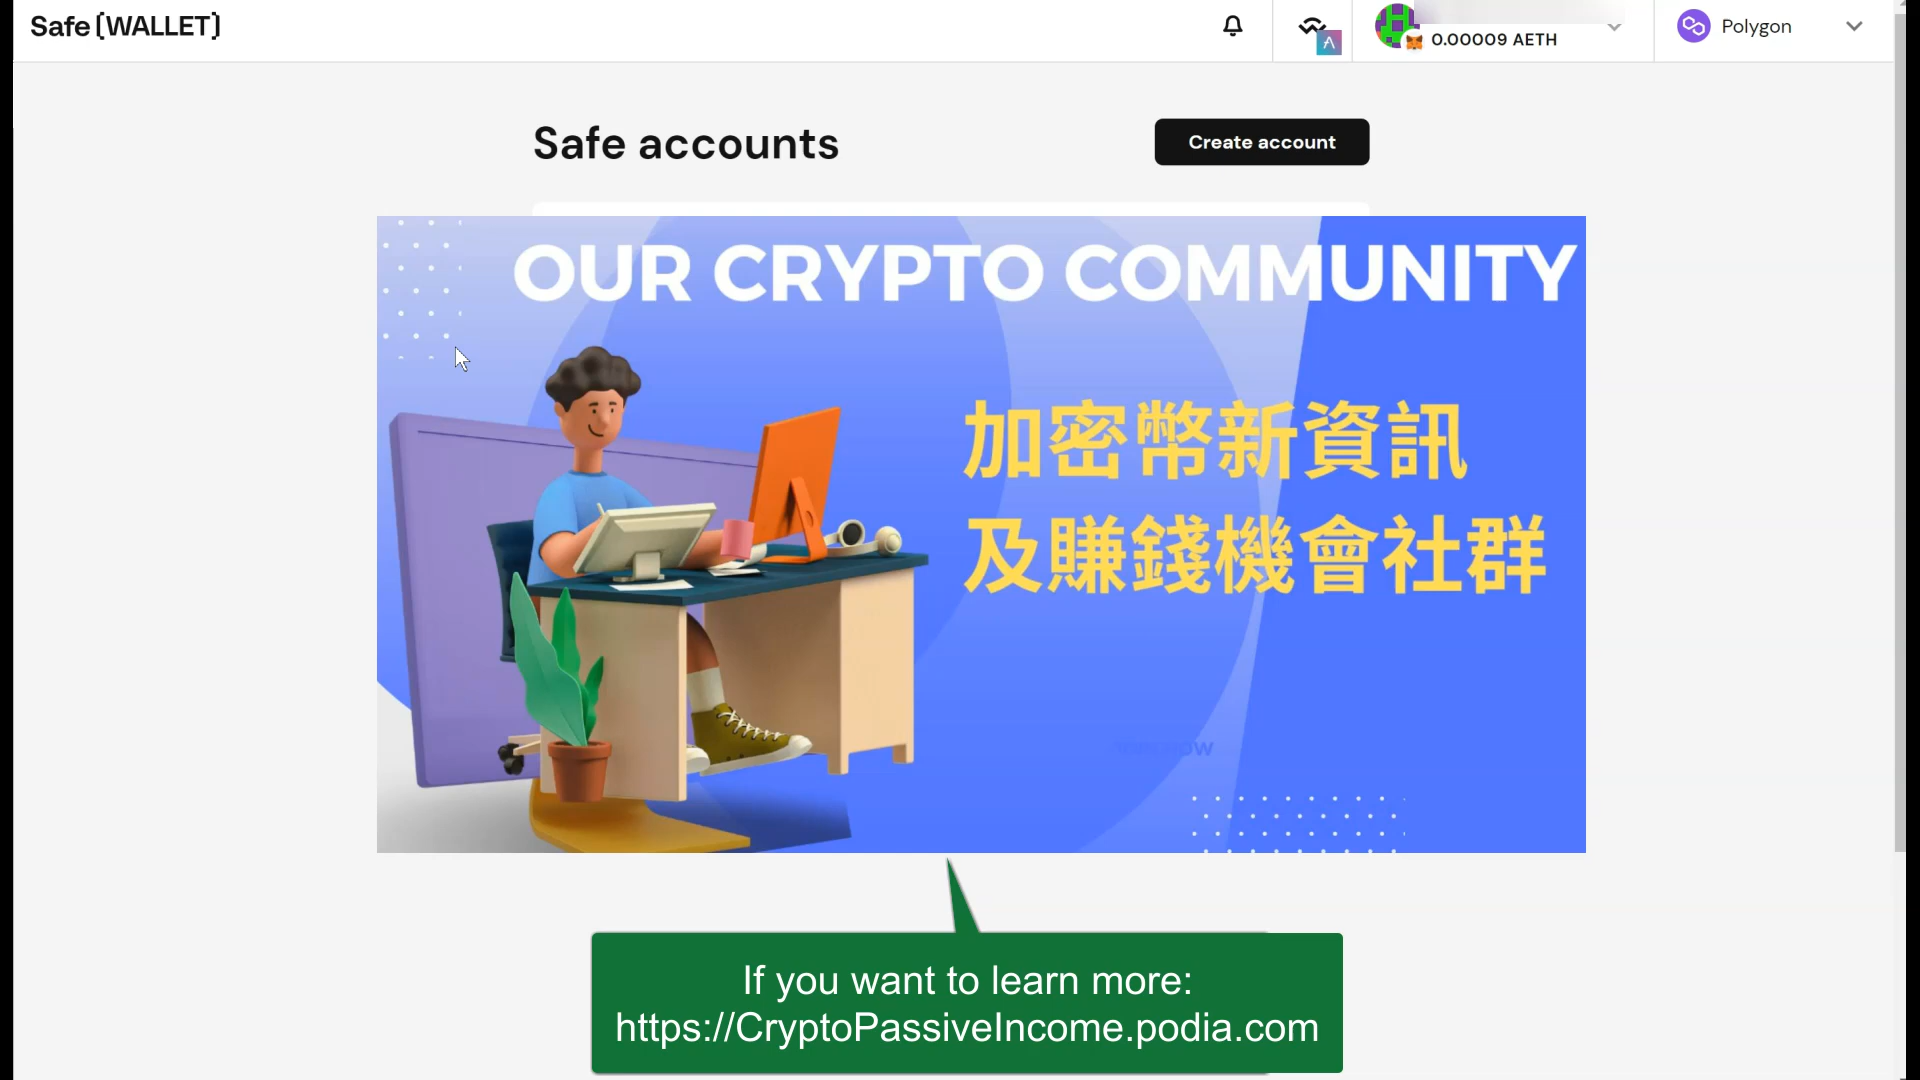 Safe{WALLET}
0.00009 AETH
Polygon
Safe accounts
Create account
OUR CRYPTO COMMUNITY
加密幣新資訊
及賺錢機會社群
If you want to learn more:
https://CryptoPassiveIncome.podia.com